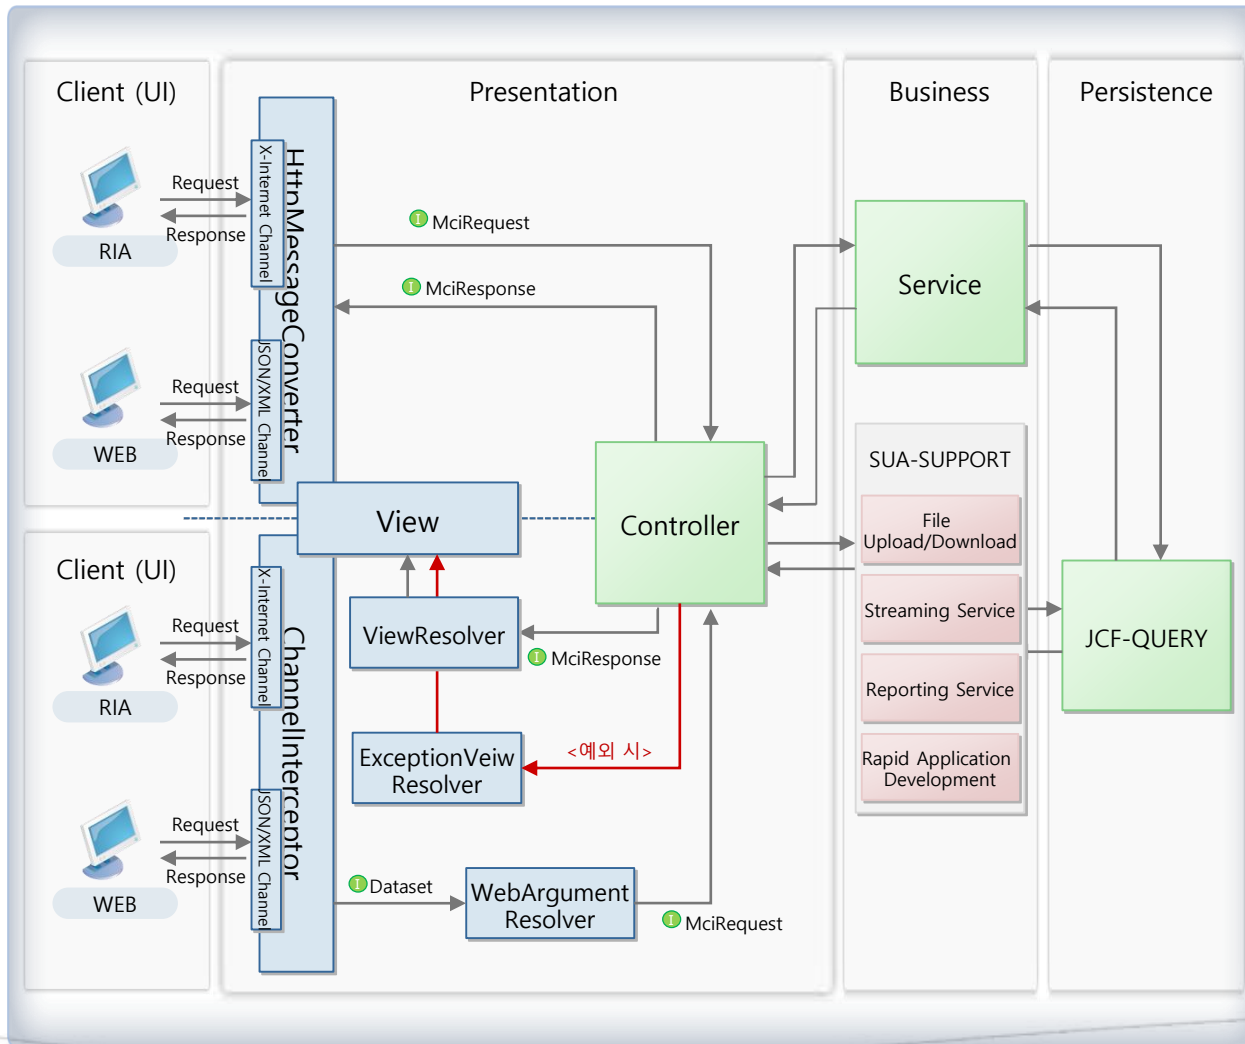 Client (UI)
Presentation
Business
Persistence
RIA
Request
Response
X-Internet Channel
HttpMessageConverter
I MciRequest
I MciResponse
Service
WEB
Request
Response
JSON/XML Channel
View
Controller
SUA-SUPPORT
File
Upload/Download
Streaming Service
Reporting Service
Rapid Application
Development
JCF-QUERY
Client (UI)
RIA
Request
Response
X-Internet Channel
ChannelInterceptor
ViewResolver
I MciResponse
ExceptionVeiw
Resolver
<예외 시>
WEB
Request
Response
JSON/XML Channel
I Dataset
WebArgument
Resolver
I MciRequest